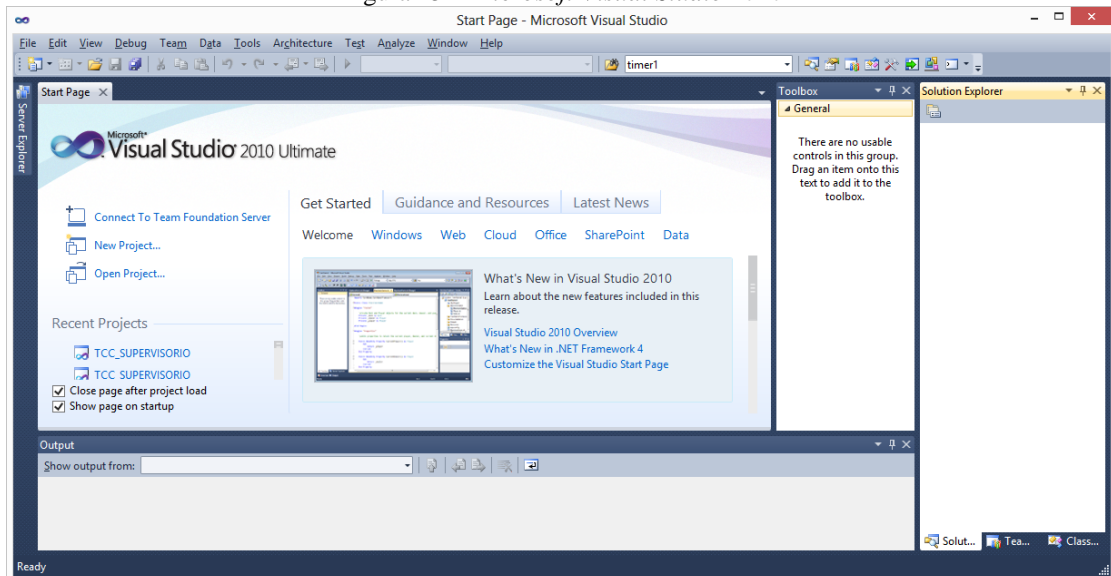 Start Page - Microsoft Visual Studio
File Edit View Debug Team Data Tools Architecture Test Analyze Window Help
timer1
Server Explorer
Start Page
Microsoft
Visual Studio 2010 Ultimate
Connect To Team Foundation Server
New Project...
Open Project...
Recent Projects
TCC_SUPERVISORIO
TCC SUPERVISORIO
Close page after project load
Show page on startup
Get Started Guidance and Resources Latest News
Welcome Windows Web Cloud Office SharePoint Data
What's New in Visual Studio 2010
Learn about the new features included in this
release.
Visual Studio 2010 Overview
What's New in .NET Framework 4
Customize the Visual Studio Start Page
Toolbox
General
There are no usable
controls in this group.
Drag an item onto this
text to add it to the
toolbox.
Solution Explorer
Output
Show output from:
Solut... Tea... Class...
Ready